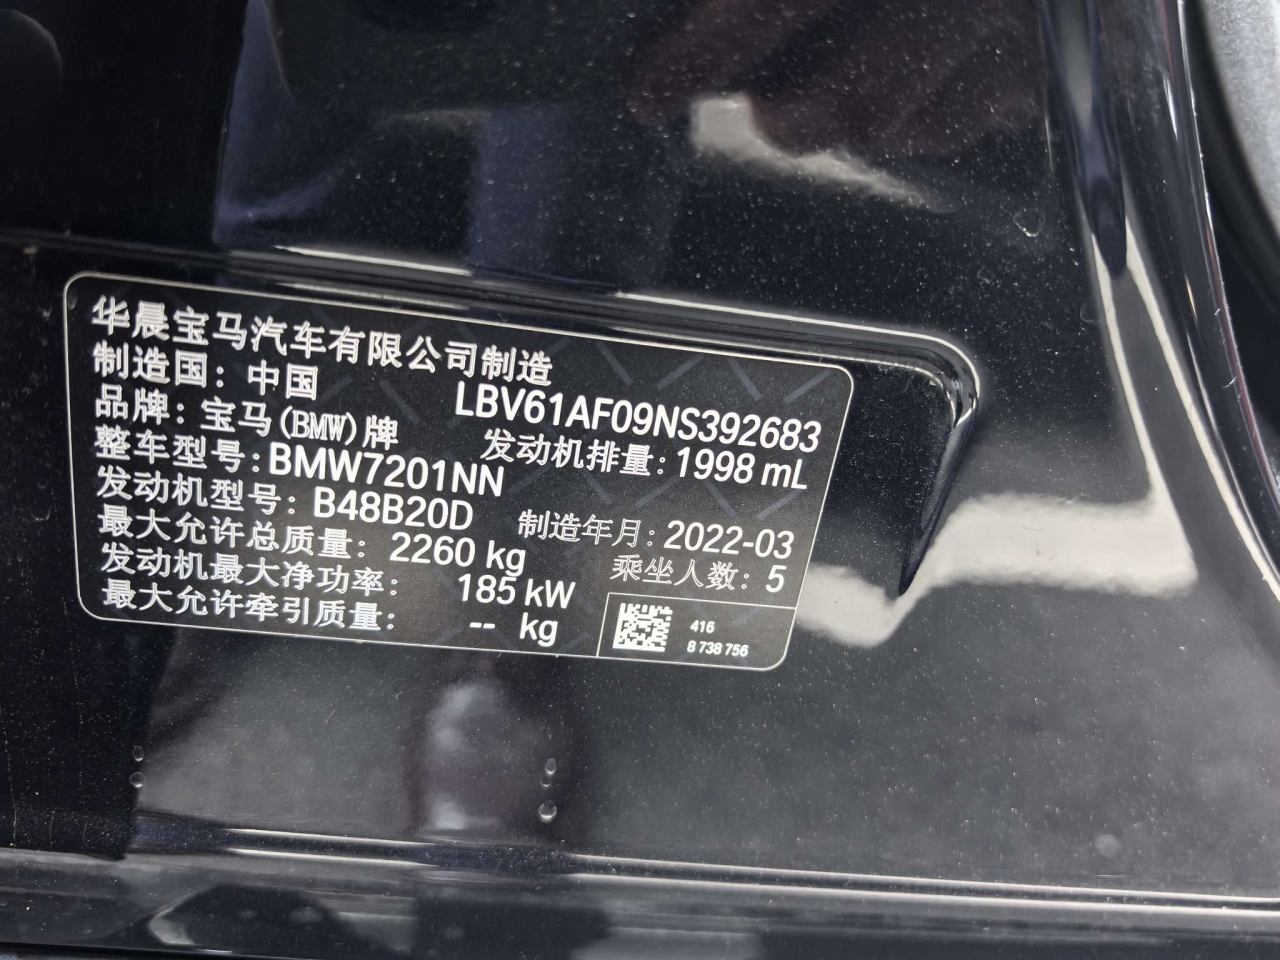 华晨宝马汽车有限公司制造
制造国：中国
LBV61AF09NS392683
品牌：宝马(BMW)牌
发动机排量：1998 mL
整车型号：BMW7201NN
发动机型号：B48B20D
制造年月：2022-03
最大允许总质量：2260 kg
乘坐人数：5
发动机最大净功率：185 kW
最大允许牵引质量：-- kg
416
8 738 756